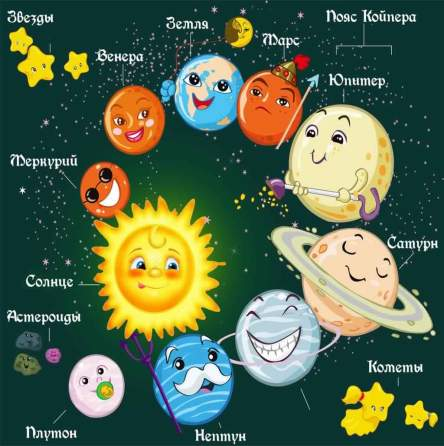 Звезды
Земля
Пояс Койпера
Марс
Венера
Юпитер
Меркурий
Сатурн
Солнце
Астероиды
Кометы
Плутон
Нептун